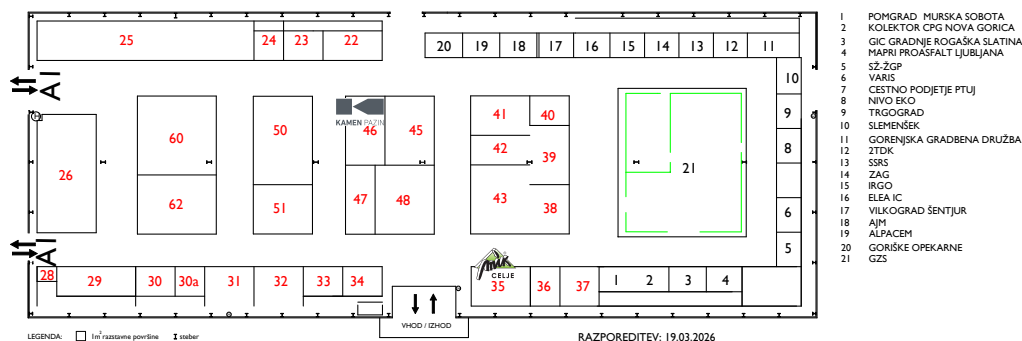 25
24
23
22
20
19
18
17
16
15
14
13
12
11
10
9
8
6
5
A1
26
60
62
50
51
KAMEN PAZIN
46
45
47
48
41
40
42
39
43
38
21
A1
28
29
30
30a
31
32
33
34
CELJE
35
36
37
1
2
3
4
VHOD / IZHOD
LEGENDA:
1m² razstavne površine
steber
RAZPOREDITEV: 19.03.2026
1 POMGRAD MURSKA SOBOTA
2 KOLEKTOR CPG NOVA GORICA
3 GIC GRADNJE ROGAŠKA SLATINA
4 MAPRI PROASFALT LJUBLJANA
5 SŽ-ŽGP
6 VARIS
7 CESTNO PODJETJE PTUJ
8 NIVO EKO
9 TRGOGRAD
10 SLEMENŠEK
11 GORENJSKA GRADBENA DRUŽBA
12 2TDK
13 SSRS
14 ZAG
15 IRGO
16 ELEA IC
17 VILKOGRAD ŠENTJUR
18 AJM
19 ALPACEM
20 GORIŠKE OPEKARNE
21 GZS